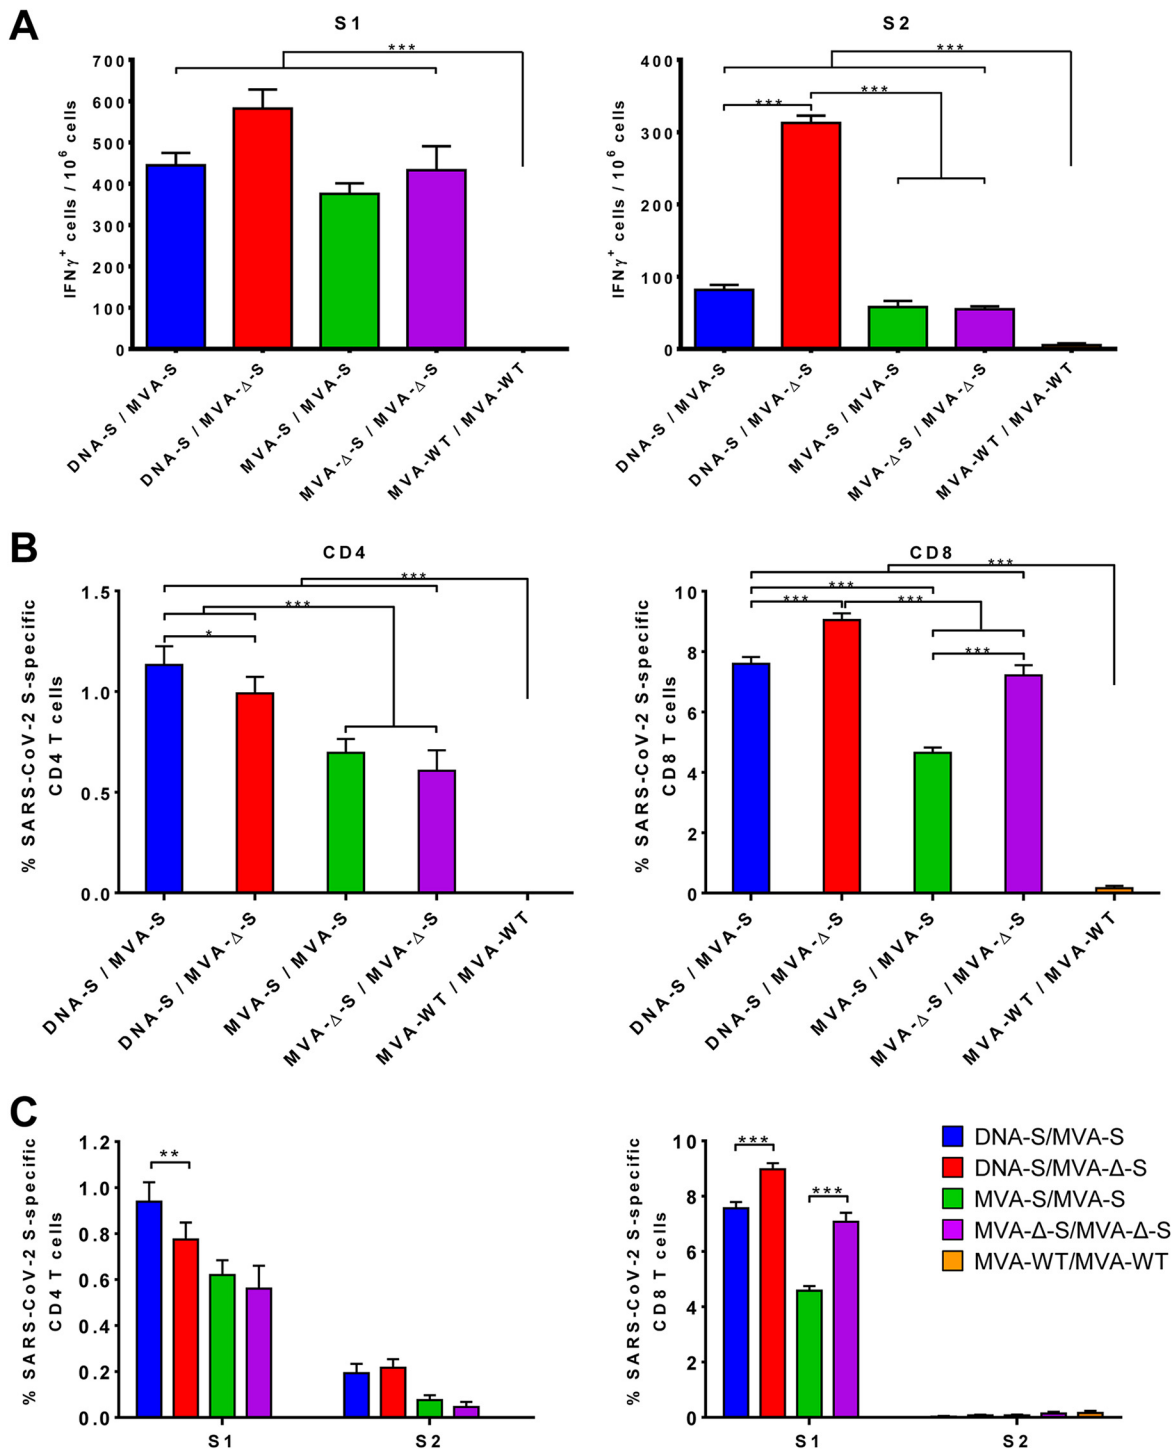 A
S1
S2
***
***
***
***
IFNγ+ cells / 10^6 cells
700
600
500
400
300
200
100
0
DNA-S / MVA-S
DNA-S / MVA-Δ-S
MVA-S / MVA-S
MVA-Δ-S / MVA-Δ-S
MVA-WT / MVA-WT
IFNγ+ cells / 10^6 cells
400
300
200
100
0
DNA-S / MVA-S
DNA-S / MVA-Δ-S
MVA-S / MVA-S
MVA-Δ-S / MVA-Δ-S
MVA-WT / MVA-WT
B
CD4
***
***
*
% SARS-CoV-2 S-specific
CD4 T cells
1.5
1.0
0.5
0.0
DNA-S / MVA-S
DNA-S / MVA-Δ-S
MVA-S / MVA-S
MVA-Δ-S / MVA-Δ-S
MVA-WT / MVA-WT
CD8
***
***
***
***
***
% SARS-CoV-2 S-specific
CD8 T cells
10
8
6
4
2
0
DNA-S / MVA-S
DNA-S / MVA-Δ-S
MVA-S / MVA-S
MVA-Δ-S / MVA-Δ-S
MVA-WT / MVA-WT
C
% SARS-CoV-2 S-specific
CD4 T cells
1.2
1.0
0.8
0.6
0.4
0.2
0.0
**
S1
S2
% SARS-CoV-2 S-specific
CD8 T cells
10
8
6
4
2
0
***
***
S1
S2
DNA-S/MVA-S
DNA-S/MVA-Δ-S
MVA-S/MVA-S
MVA-Δ-S/MVA-Δ-S
MVA-WT/MVA-WT